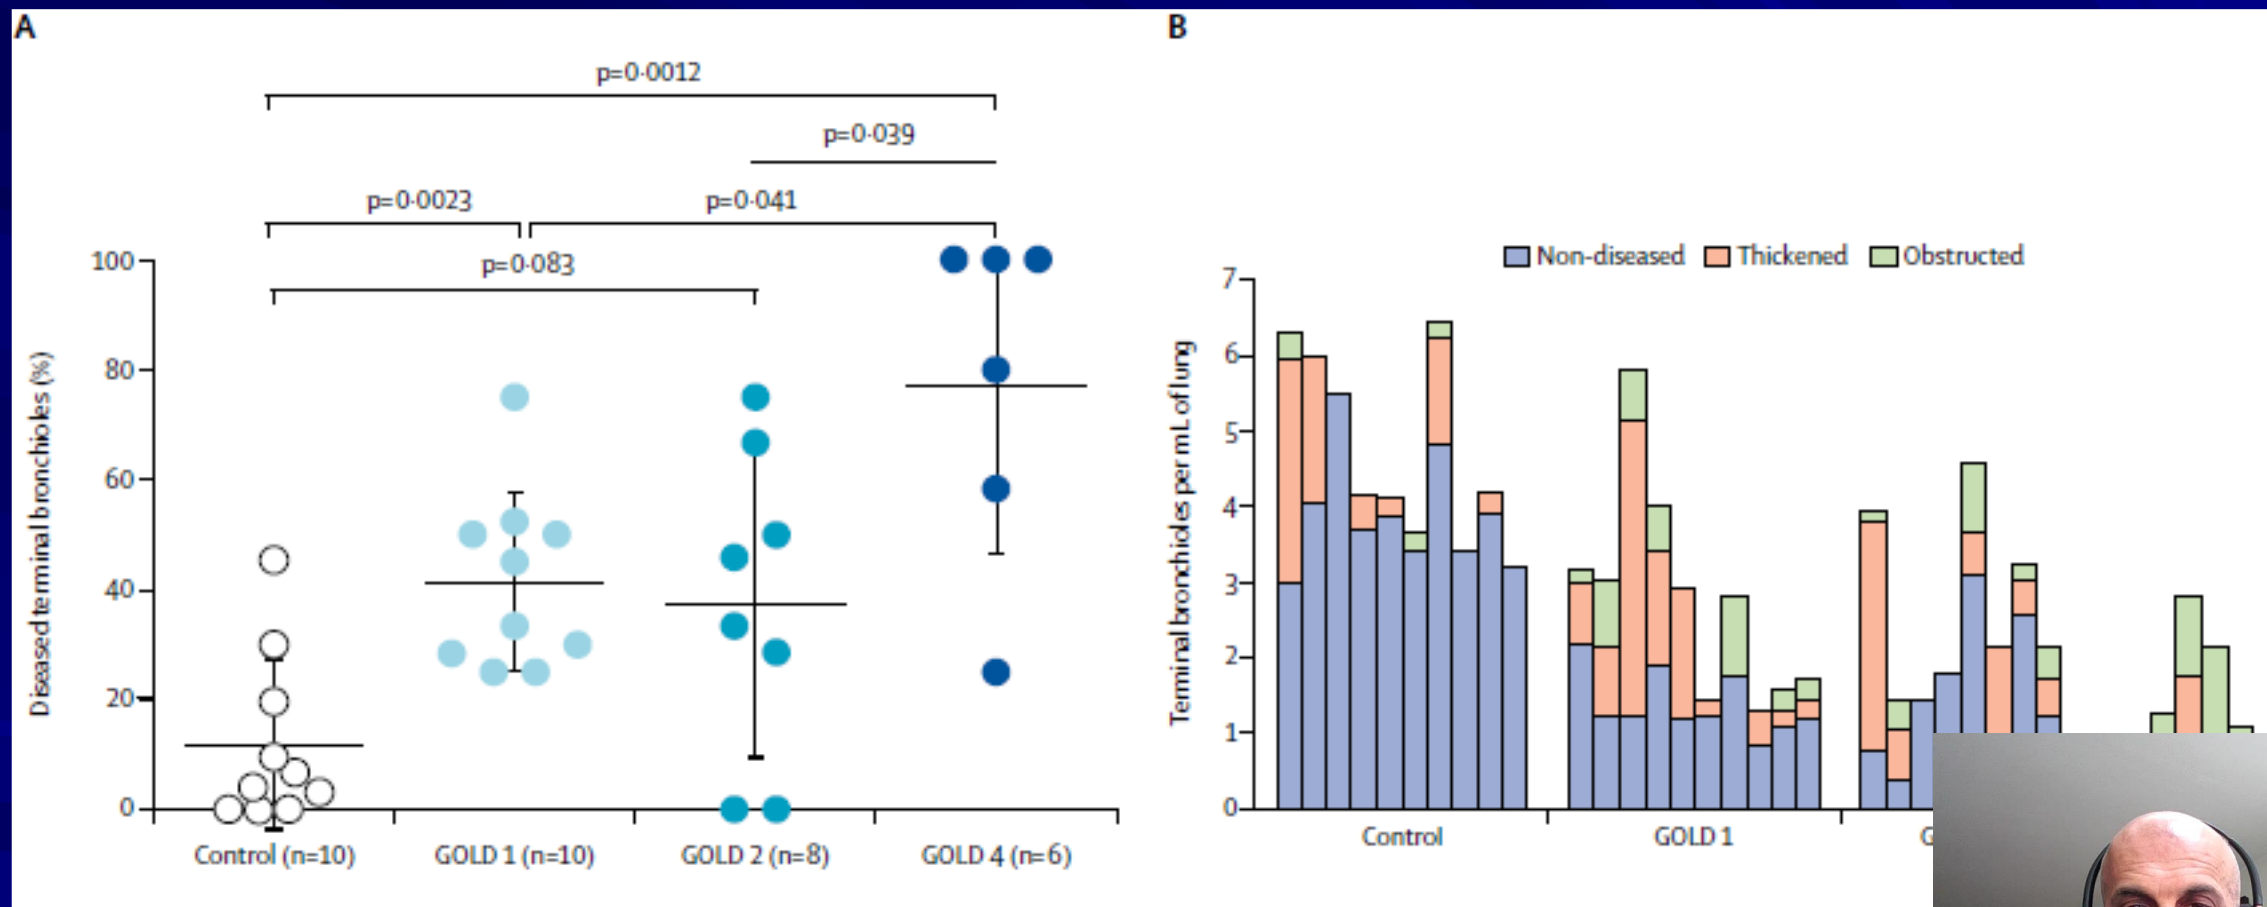 A
p=0·0012
p=0·039
p=0·0023
p=0·041
p=0·083
100
80
60
40
20
0
Diseased terminal bronchioles (%)
Control (n=10)
GOLD 1 (n=10)
GOLD 2 (n=8)
GOLD 4 (n=6)
B
Non-diseased
Thickened
Obstructed
7
6
5
4
3
2
1
0
Terminal bronchioles per mL of lung
Control
GOLD 1